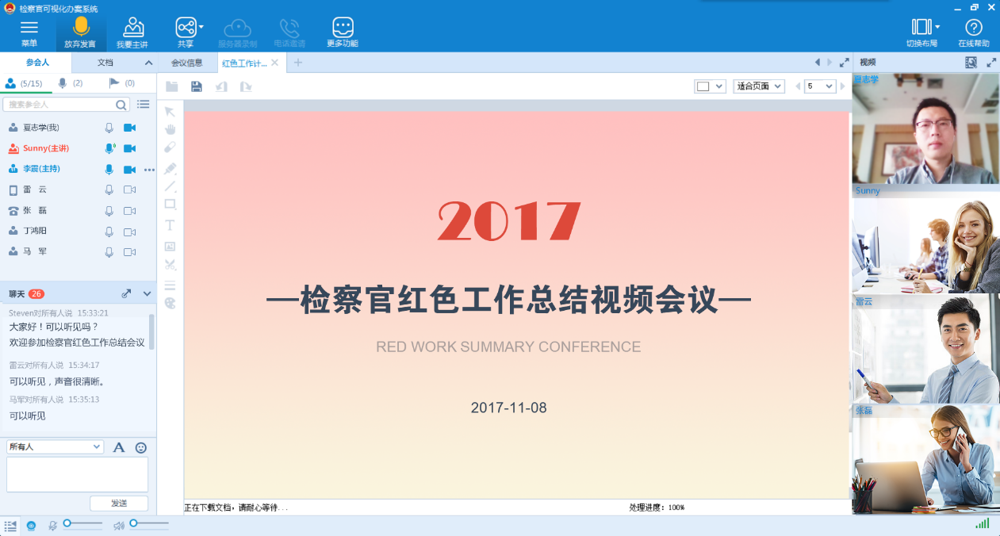 检察官可视化办案系统
菜单
放弃发言
我要主讲
共享
服务器录制
电话邀请
更多功能
切换布局
在线帮助
参会人
文档
会议信息
红色工作计...
视频
(5/15)
(2)
(0)
适合页面
5
搜索参会人
夏志学(我)
Sunny(主讲)
李震(主持)
雷 云
张 磊
丁鸿阳
马 军
聊天 26
Steven对所有人说 15:33:21
大家好！可以听见吗？
欢迎参加检察官红色工作总结会议
雷云对所有人说 15:34:17
可以听见，声音很清晰。
马军对所有人说 15:35:13
可以听见
所有人
发送
2017
—检察官红色工作总结视频会议—
RED WORK SUMMARY CONFERENCE
2017-11-08
正在下载文档，请耐心等待...
处理进度：100%
夏志学
Sunny
雷云
张磊